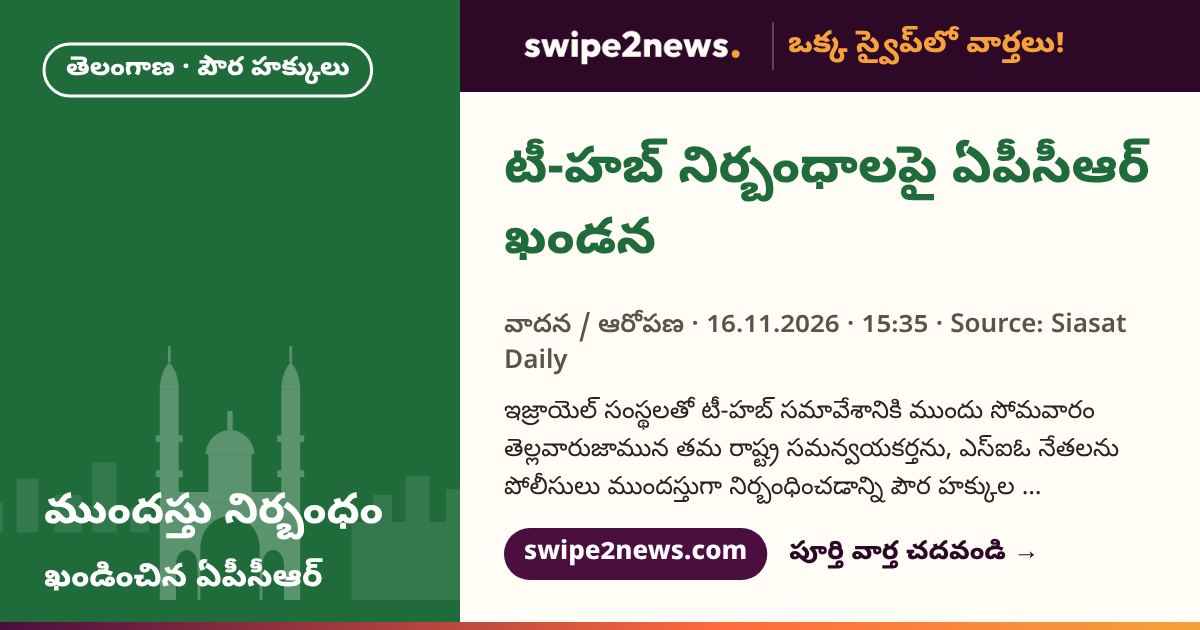 తెలంగాణ · పౌర హక్కులు
ముందస్తు నిర్బంధం
ఖండించిన ఏపీసీఆర్
swipe2news. ఒక్క స్వైప్‌లో వార్తలు!
టీ-హబ్ నిర్బంధాలపై ఏపీసీఆర్
ఖండన
వాదన / ఆరోపణ · 16.11.2026 · 15:35 · Source: Siasat
Daily
ఇజ్రాయెల్ సంస్థలతో టీ-హబ్ సమావేశానికి ముందు సోమవారం
తెల్లవారుజామున తమ రాష్ట్ర సమన్వయకర్తను, ఎస్ఐఓ నేతలను
పోలీసులు ముందస్తుగా నిర్బంధించడాన్ని పౌర హక్కుల ...
swipe2news.com పూర్తి వార్త చదవండి →